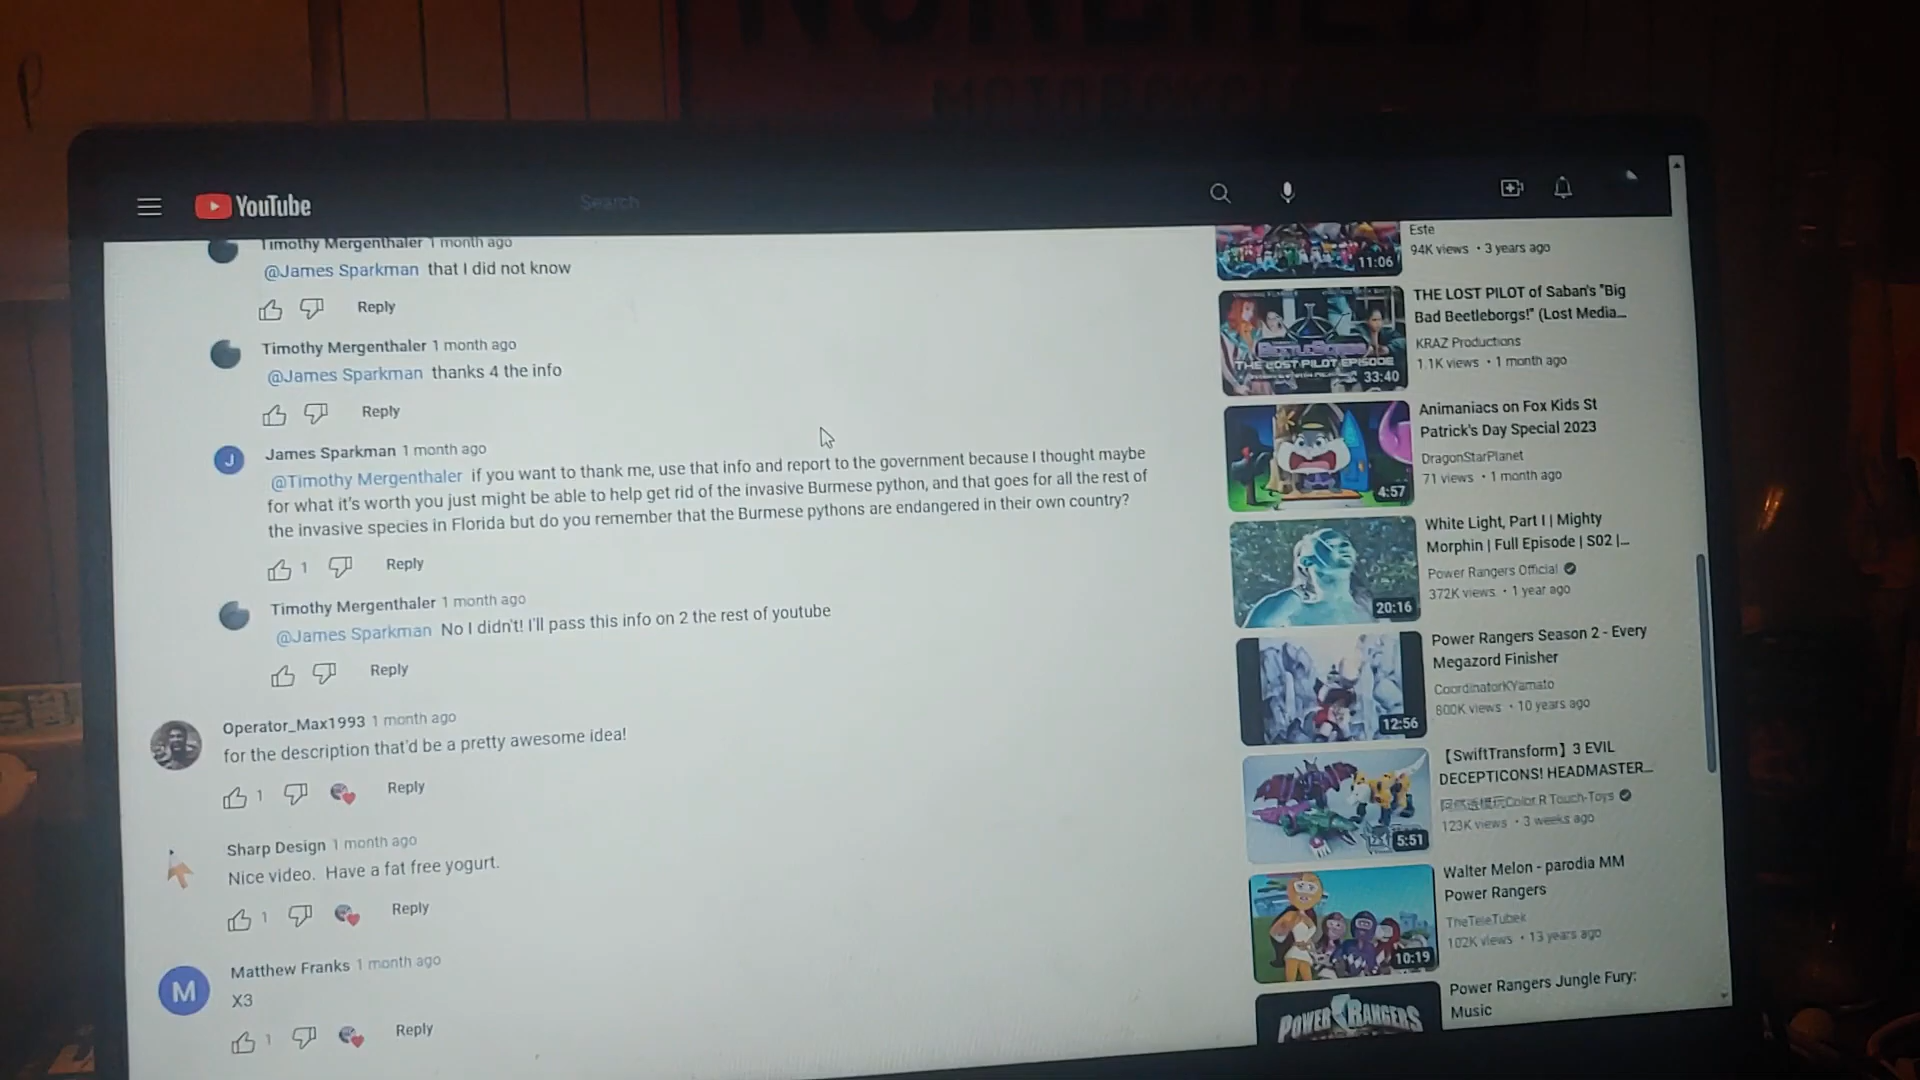 YouTube
Search
Timothy Mergenthaler 1 month ago
@James Sparkman that I did not know
Reply
Timothy Mergenthaler 1 month ago
@James Sparkman thanks 4 the info
Reply
J
James Sparkman 1 month ago
@Timothy Mergenthaler if you want to thank me, use that info and report to the government because I thought maybe
for what it's worth you just might be able to help get rid of the invasive Burmese python, and that goes for all the rest of
the invasive species in Florida but do you remember that the Burmese pythons are endangered in their own country?
1 Reply
Timothy Mergenthaler 1 month ago
@James Sparkman No I didn't! I'll pass this info on 2 the rest of youtube
Reply
Operator_Max1993 1 month ago
for the description that'd be a pretty awesome idea!
1 Reply
Sharp Design 1 month ago
Nice video. Have a fat free yogurt.
1 Reply
M
Matthew Franks 1 month ago
X3
1 Reply
Este
94K views • 3 years ago
11:06
THE LOST PILOT of Saban's "Big
Bad Beetleborgs!" (Lost Media...
KRAZ Productions
1.1K views • 1 month ago
THE LOST PILOT EPISODE
33:40
Animaniacs on Fox Kids St
Patrick's Day Special 2023
DragonStarPlanet
71 views • 1 month ago
4:57
White Light, Part I | Mighty
Morphin | Full Episode | S02 |...
Power Rangers Official
372K views • 1 year ago
20:16
Power Rangers Season 2 - Every
Megazord Finisher
CoordinatorKYamato
800K views • 10 years ago
12:56
【SwiftTransform】3 EVIL
DECEPTICONS! HEADMASTER...
Color R Touch-Toys
123K views • 3 weeks ago
5:51
Walter Melon - parodia MM
Power Rangers
TheTeleTubek
102K views • 13 years ago
10:19
Power Rangers Jungle Fury:
Music
POWER RANGERS